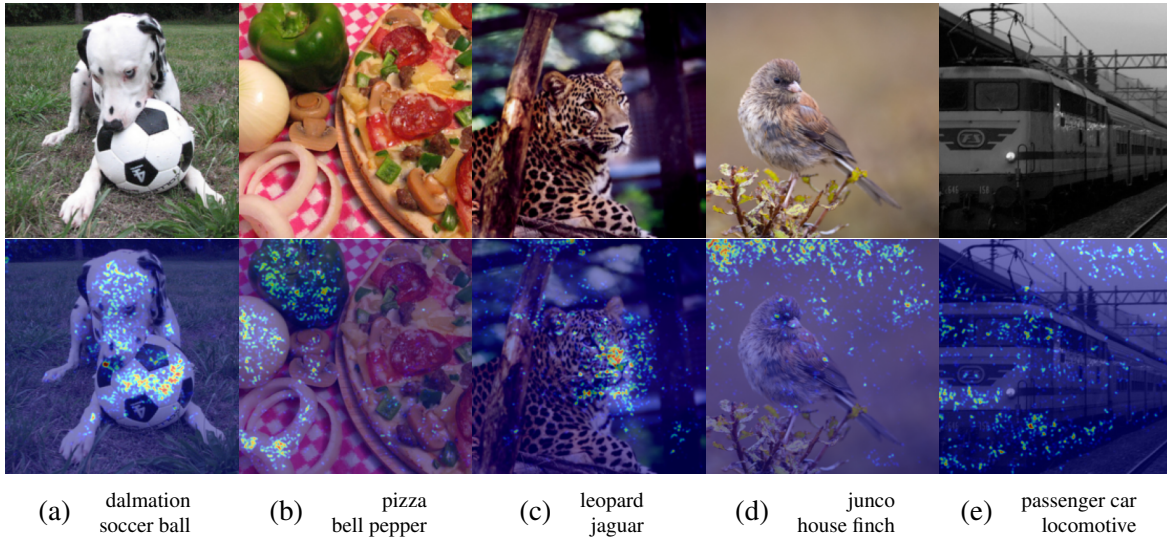 (a) dalmation
soccer ball
(b) pizza
bell pepper
(c) leopard
jaguar
(d) junco
house finch
(e) passenger car
locomotive